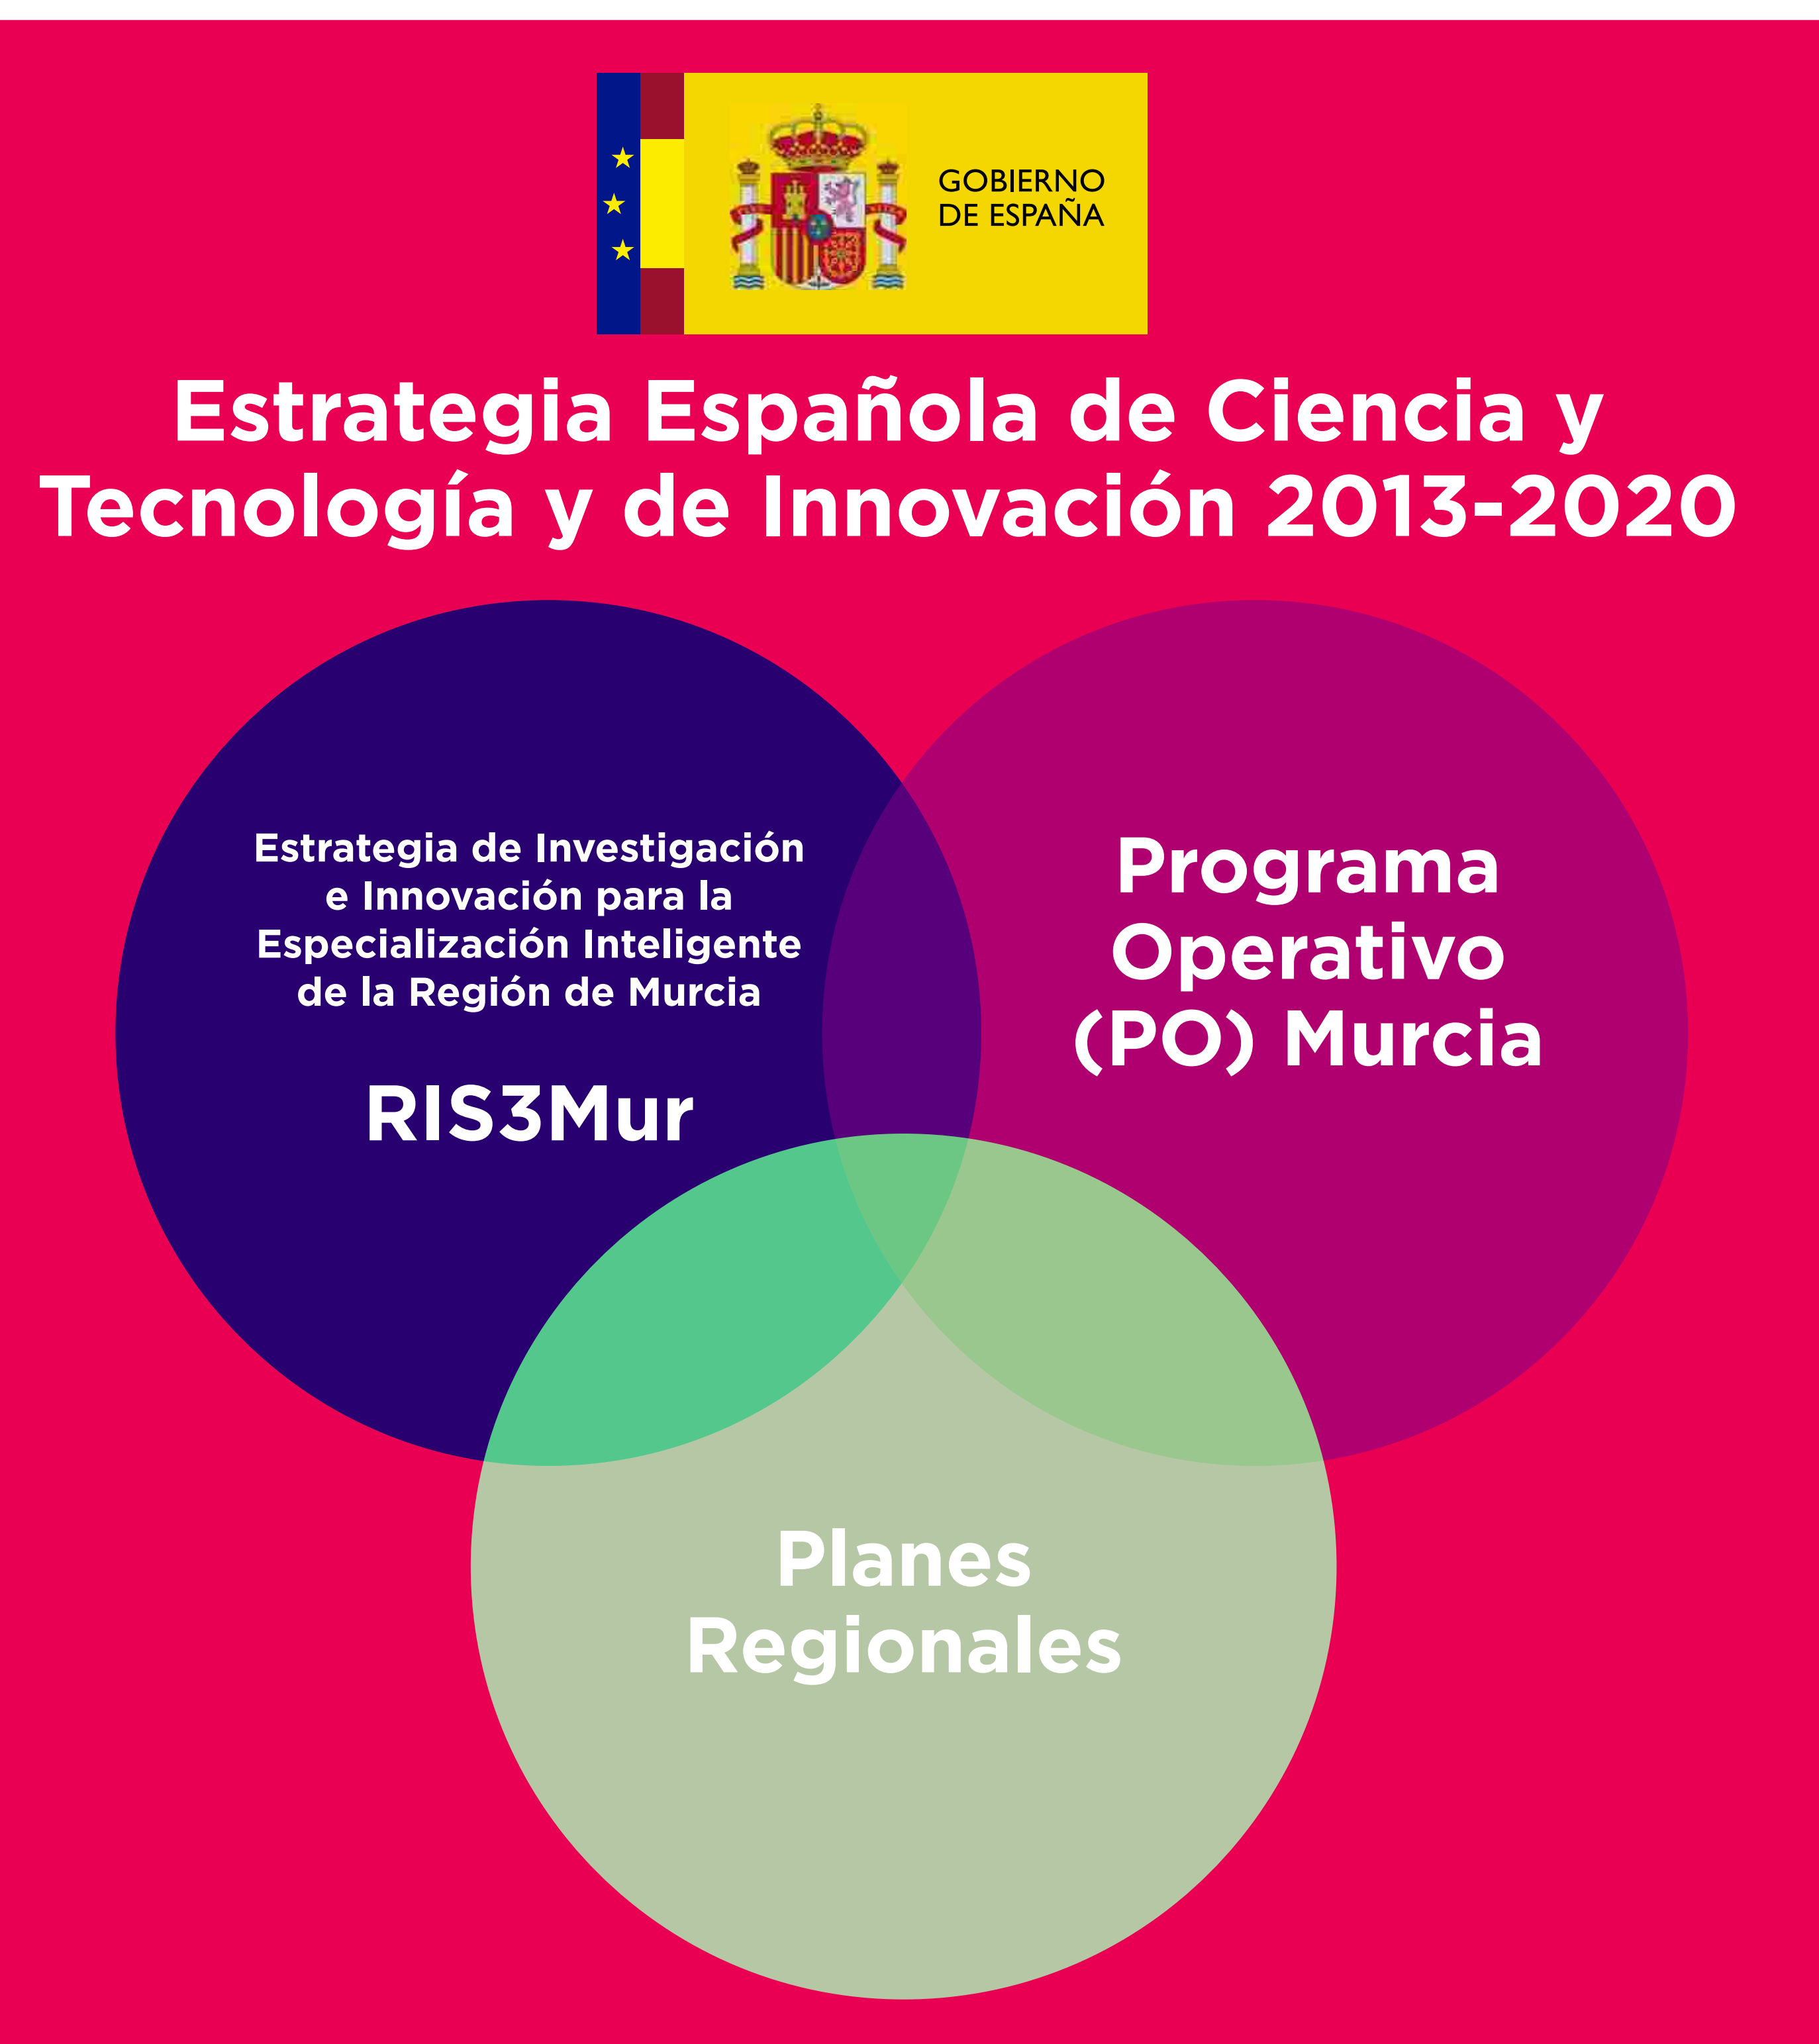 GOBIERNO
DE ESPAÑA
Estrategia Española de Ciencia y
Tecnología y de Innovación 2013-2020
Estrategia de Investigación
e Innovación para la
Especialización Inteligente
de la Región de Murcia
RIS3Mur
Programa
Operativo
(PO) Murcia
Planes
Regionales